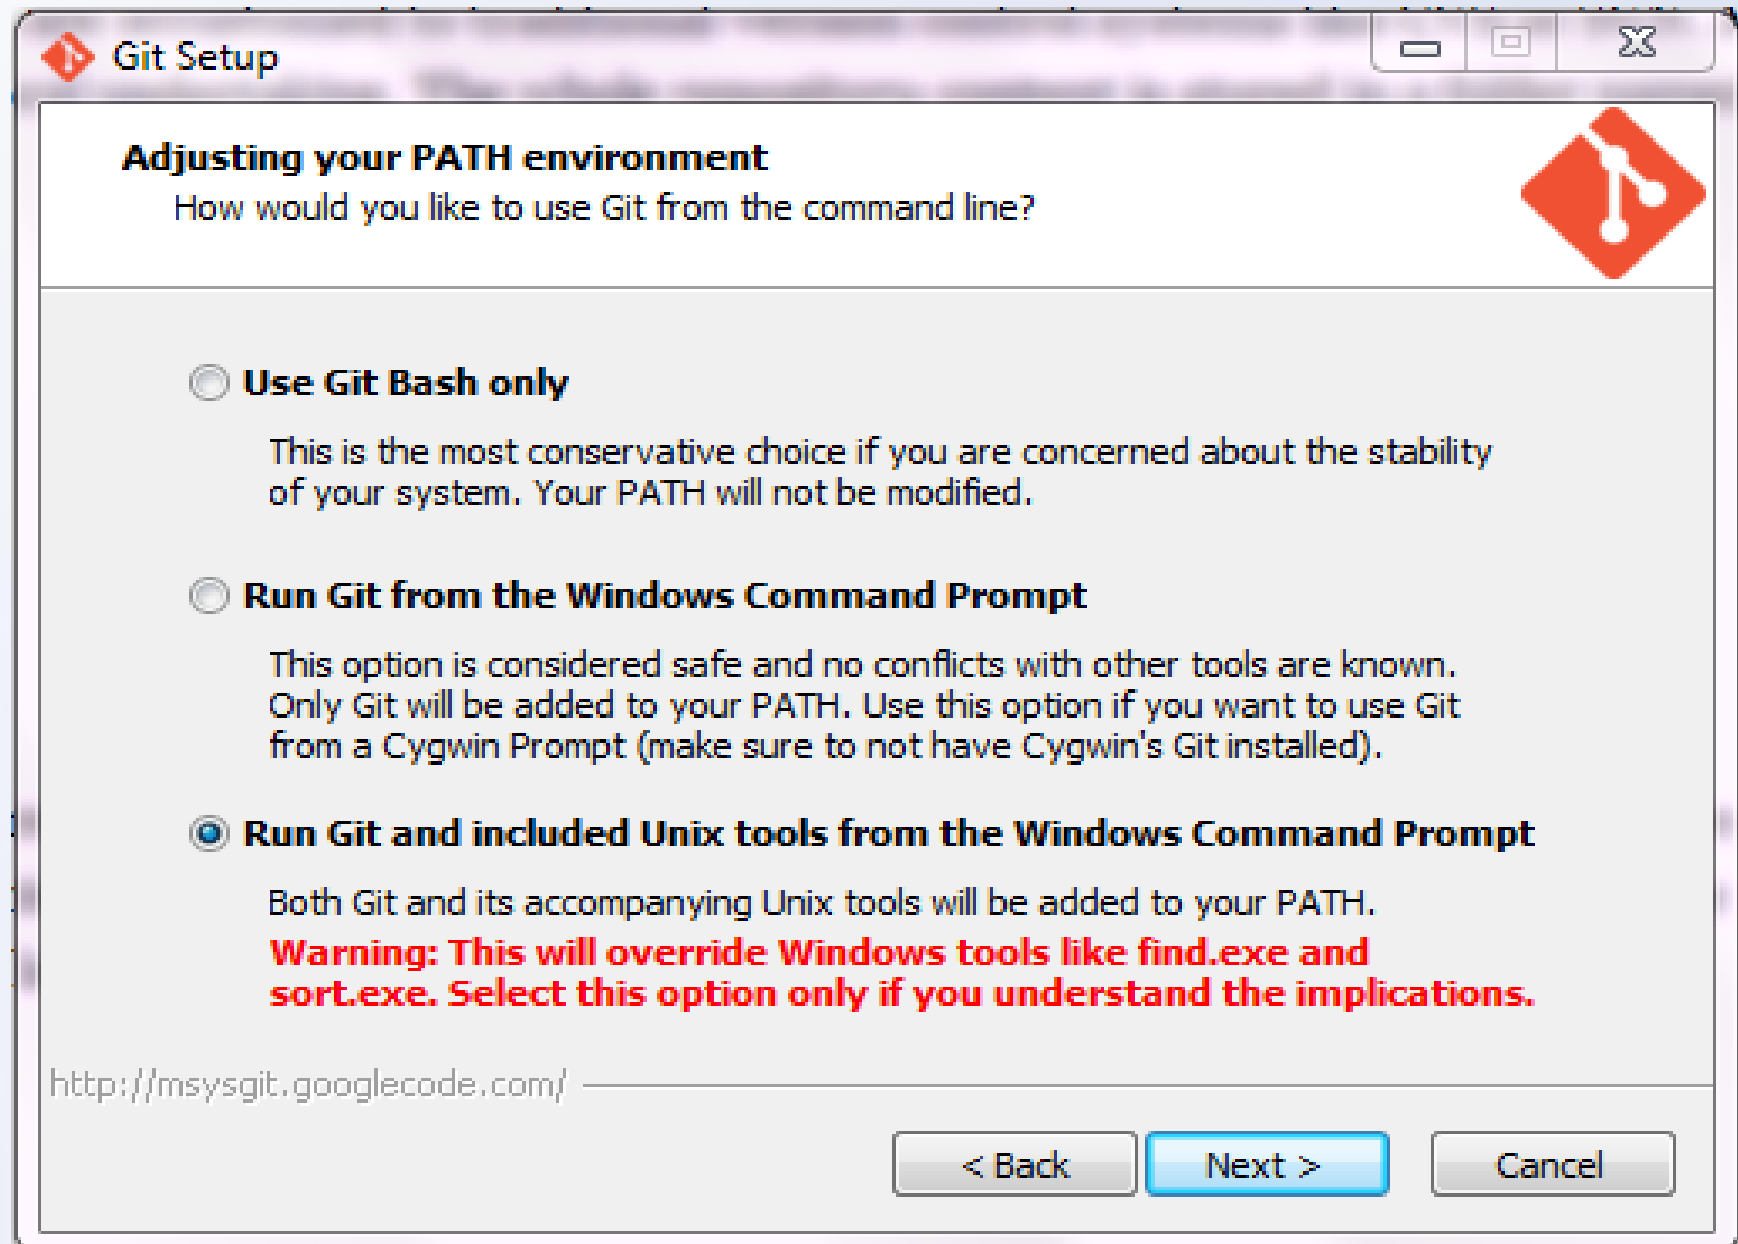 Git Setup
Adjusting your PATH environment
How would you like to use Git from the command line?
Use Git Bash only
This is the most conservative choice if you are concerned about the stability
of your system. Your PATH will not be modified.
Run Git from the Windows Command Prompt
This option is considered safe and no conflicts with other tools are known.
Only Git will be added to your PATH. Use this option if you want to use Git
from a Cygwin Prompt (make sure to not have Cygwin's Git installed).
Run Git and included Unix tools from the Windows Command Prompt
Both Git and its accompanying Unix tools will be added to your PATH.
Warning: This will override Windows tools like find.exe and
sort.exe. Select this option only if you understand the implications.
http://msysgit.googlecode.com/
< Back Next > Cancel